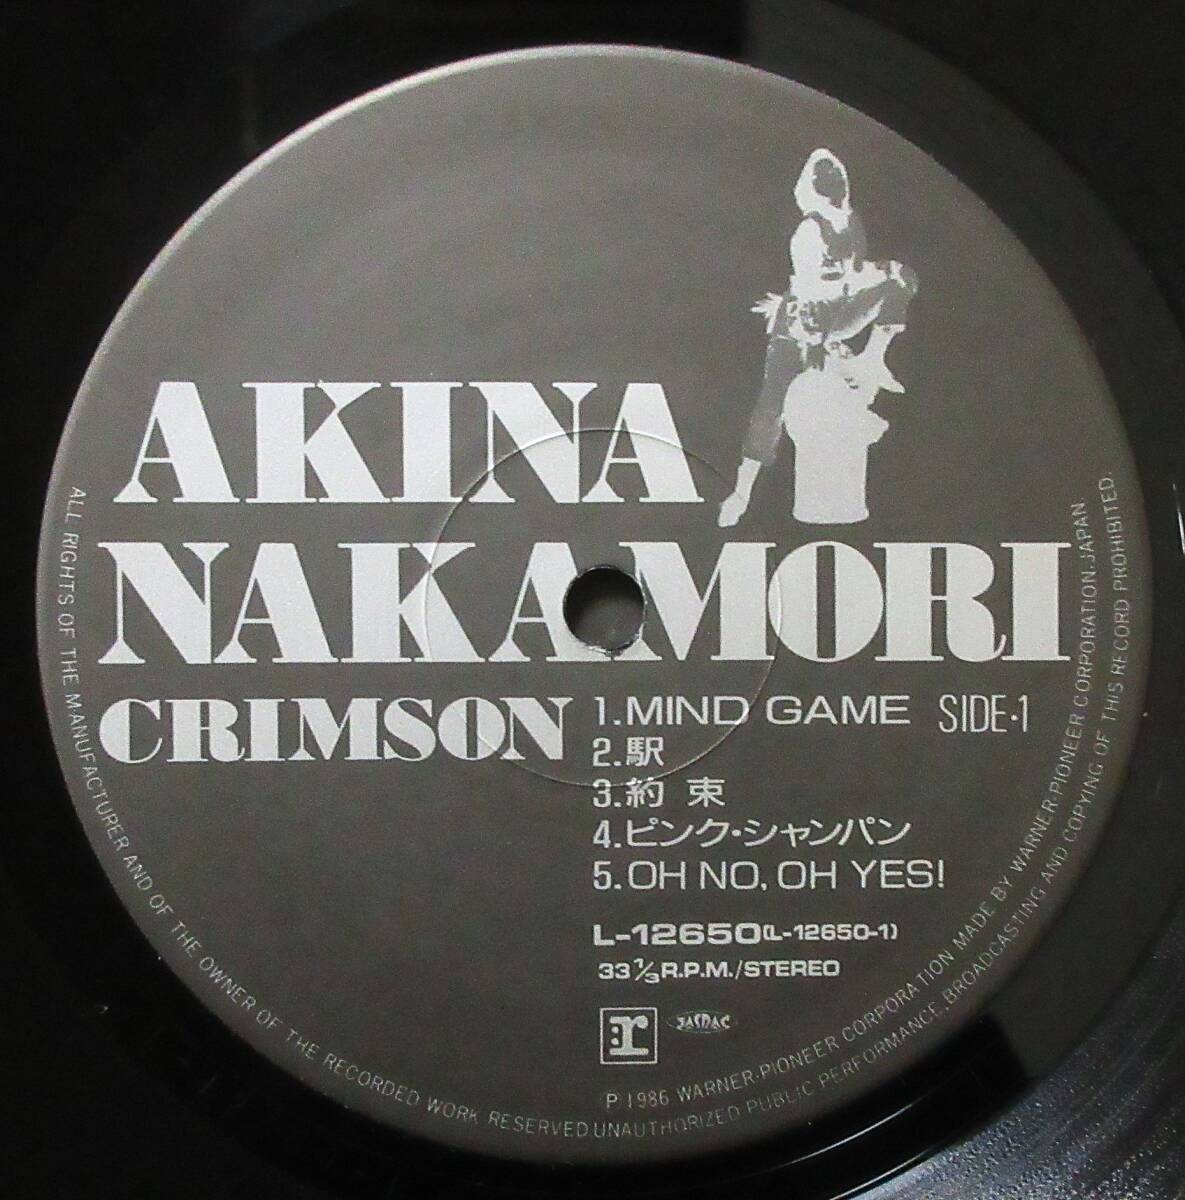 AKINA
NAKAMORI
CRIMSON
SIDE·1
1.MIND GAME
2.駅
3.約束
4.ピンク・シャンパン
5.OH NO, OH YES!
L-12650(L-12650-1)
33 1/3 R.P.M./STEREO
r
JASRAC
ALL RIGHTS OF THE MANUFACTURER AND OF THE OWNER OF THE RECORDED WORK RESERVED.UNAUTHORIZED PUBLIC PERFORMANCE, BROADCASTING AND COPYING OF THIS RECORD PROHIBITED.
Ⓟ 1986 WARNER-PIONEER CORPORATION MADE BY WARNER-PIONEER CORPORATION.JAPAN.